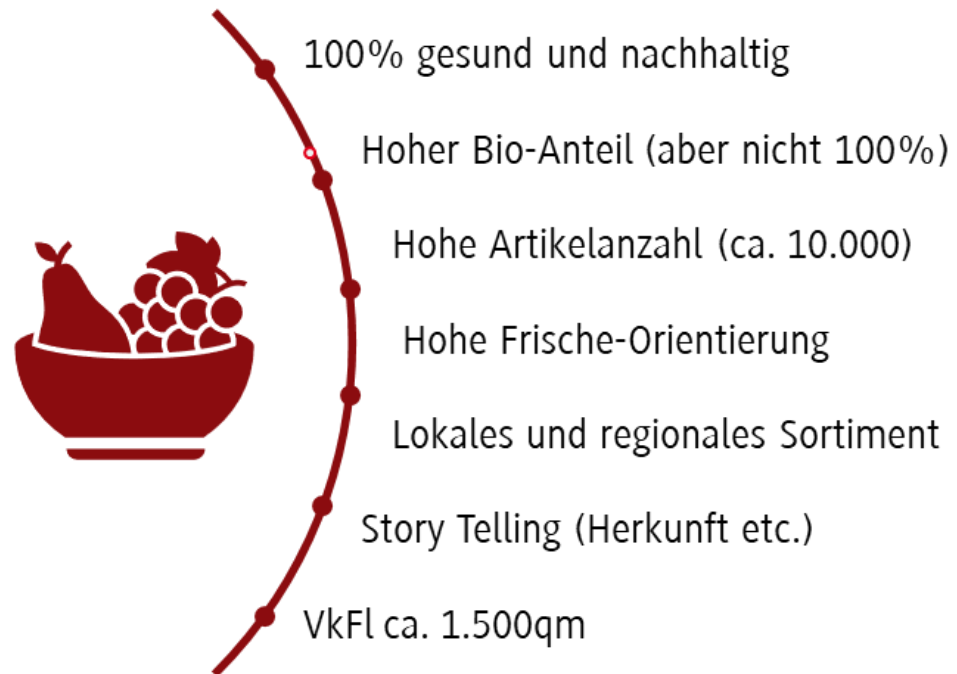 100% gesund und nachhaltig
Hoher Bio-Anteil (aber nicht 100%)
Hohe Artikelanzahl (ca. 10.000)
Hohe Frische-Orientierung
Lokales und regionales Sortiment
Story Telling (Herkunft etc.)
VkFl ca. 1.500qm